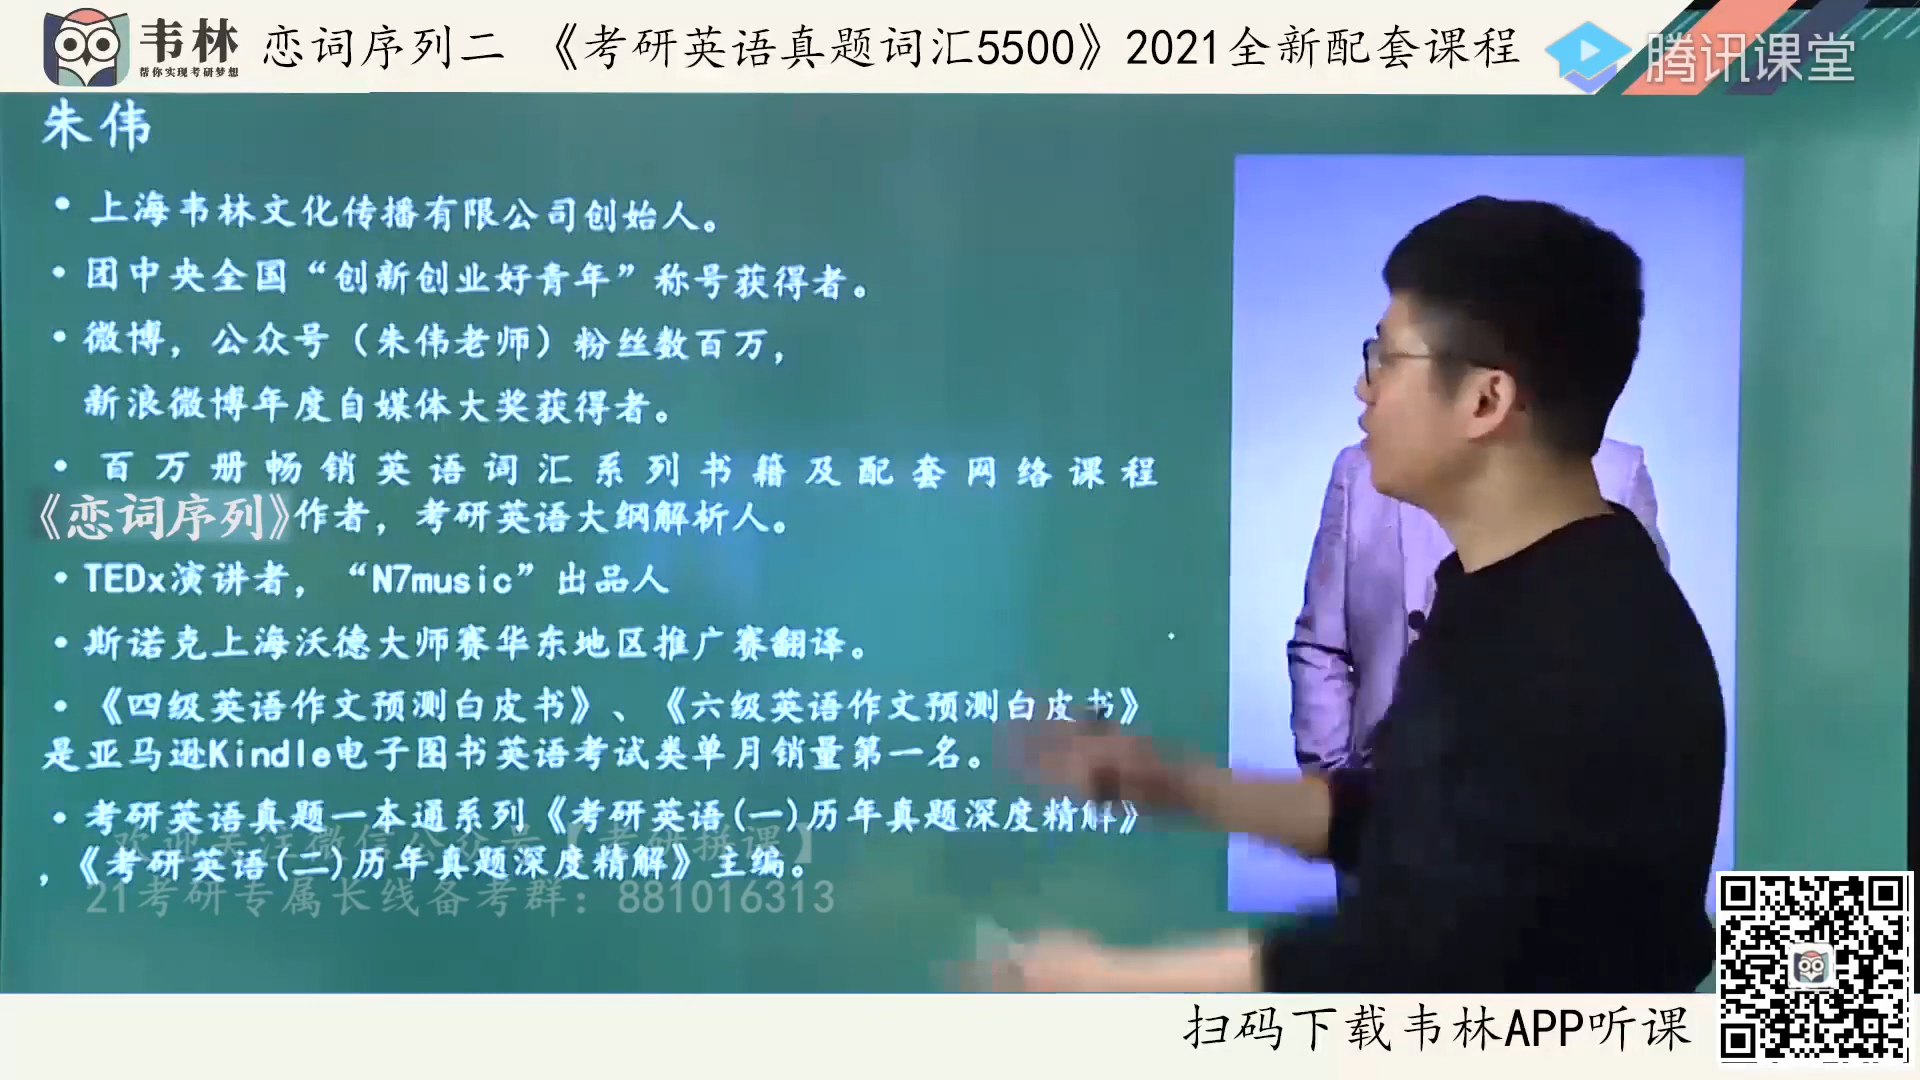 韦林
帮你实现考研梦想
恋词序列二 《考研英语真题词汇5500》2021全新配套课程
腾讯课堂
朱伟
• 上海韦林文化传播有限公司创始人。
• 团中央全国“创新创业好青年”称号获得者。
• 微博，公众号（朱伟老师）粉丝数百万，
新浪微博年度自媒体大奖获得者。
• 百万册畅销英语词汇系列书籍及配套网络课程
《恋词序列》作者，考研英语大纲解析人。
• TEDx演讲者，“N7music”出品人
• 斯诺克上海沃德大师赛华东地区推广赛翻译。
• 《四级英语作文预测白皮书》、《六级英语作文预测白皮书》
是亚马逊Kindle电子图书英语考试类单月销量第一名。
• 考研英语真题一本通系列《考研英语(一)历年真题深度精解》
，《考研英语(二)历年真题深度精解》主编。
21考研专属长线备考群：881016313
扫码下载韦林APP听课